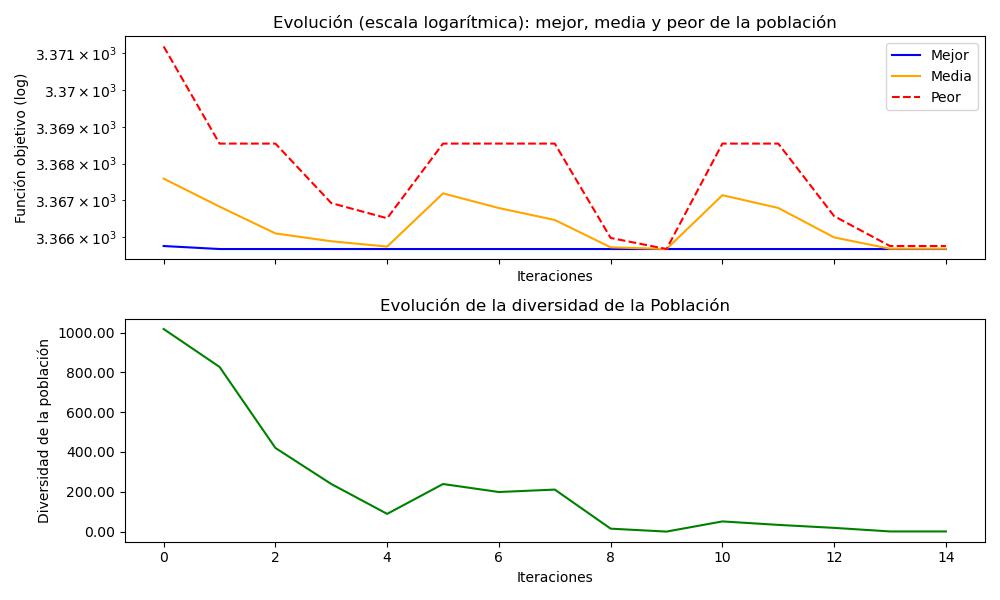 Evolución (escala logarítmica): mejor, media y peor de la población
Función objetivo (log)
3.371 × 10³
3.37 × 10³
3.369 × 10³
3.368 × 10³
3.367 × 10³
3.366 × 10³
Mejor
Media
Peor
Iteraciones
Evolución de la diversidad de la Población
Diversidad de la población
1000.00
800.00
600.00
400.00
200.00
0.00
0 2 4 6 8 10 12 14
Iteraciones